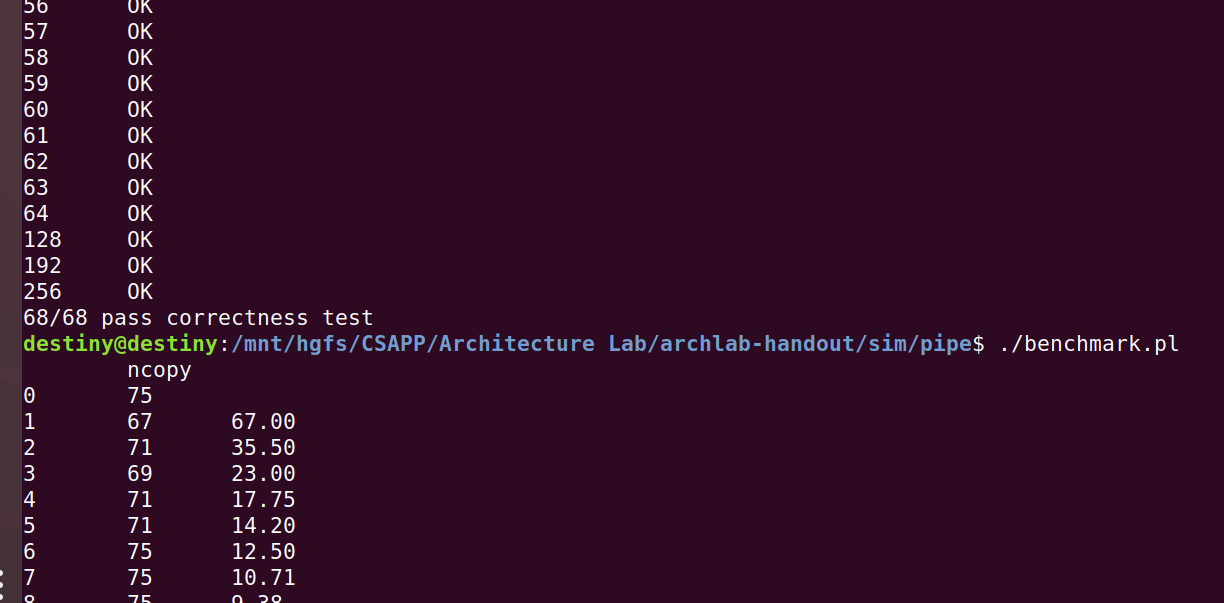 56 OK
57 OK
58 OK
59 OK
60 OK
61 OK
62 OK
63 OK
64 OK
128 OK
192 OK
256 OK
68/68 pass correctness test
destiny@destiny:/mnt/hgfs/CSAPP/Architecture Lab/archlab-handout/sim/pipe$ ./benchmark.pl
ncopy
0 75
1 67 67.00
2 71 35.50
3 69 23.00
4 71 17.75
5 71 14.20
6 75 12.50
7 75 10.71
8 75 9.38